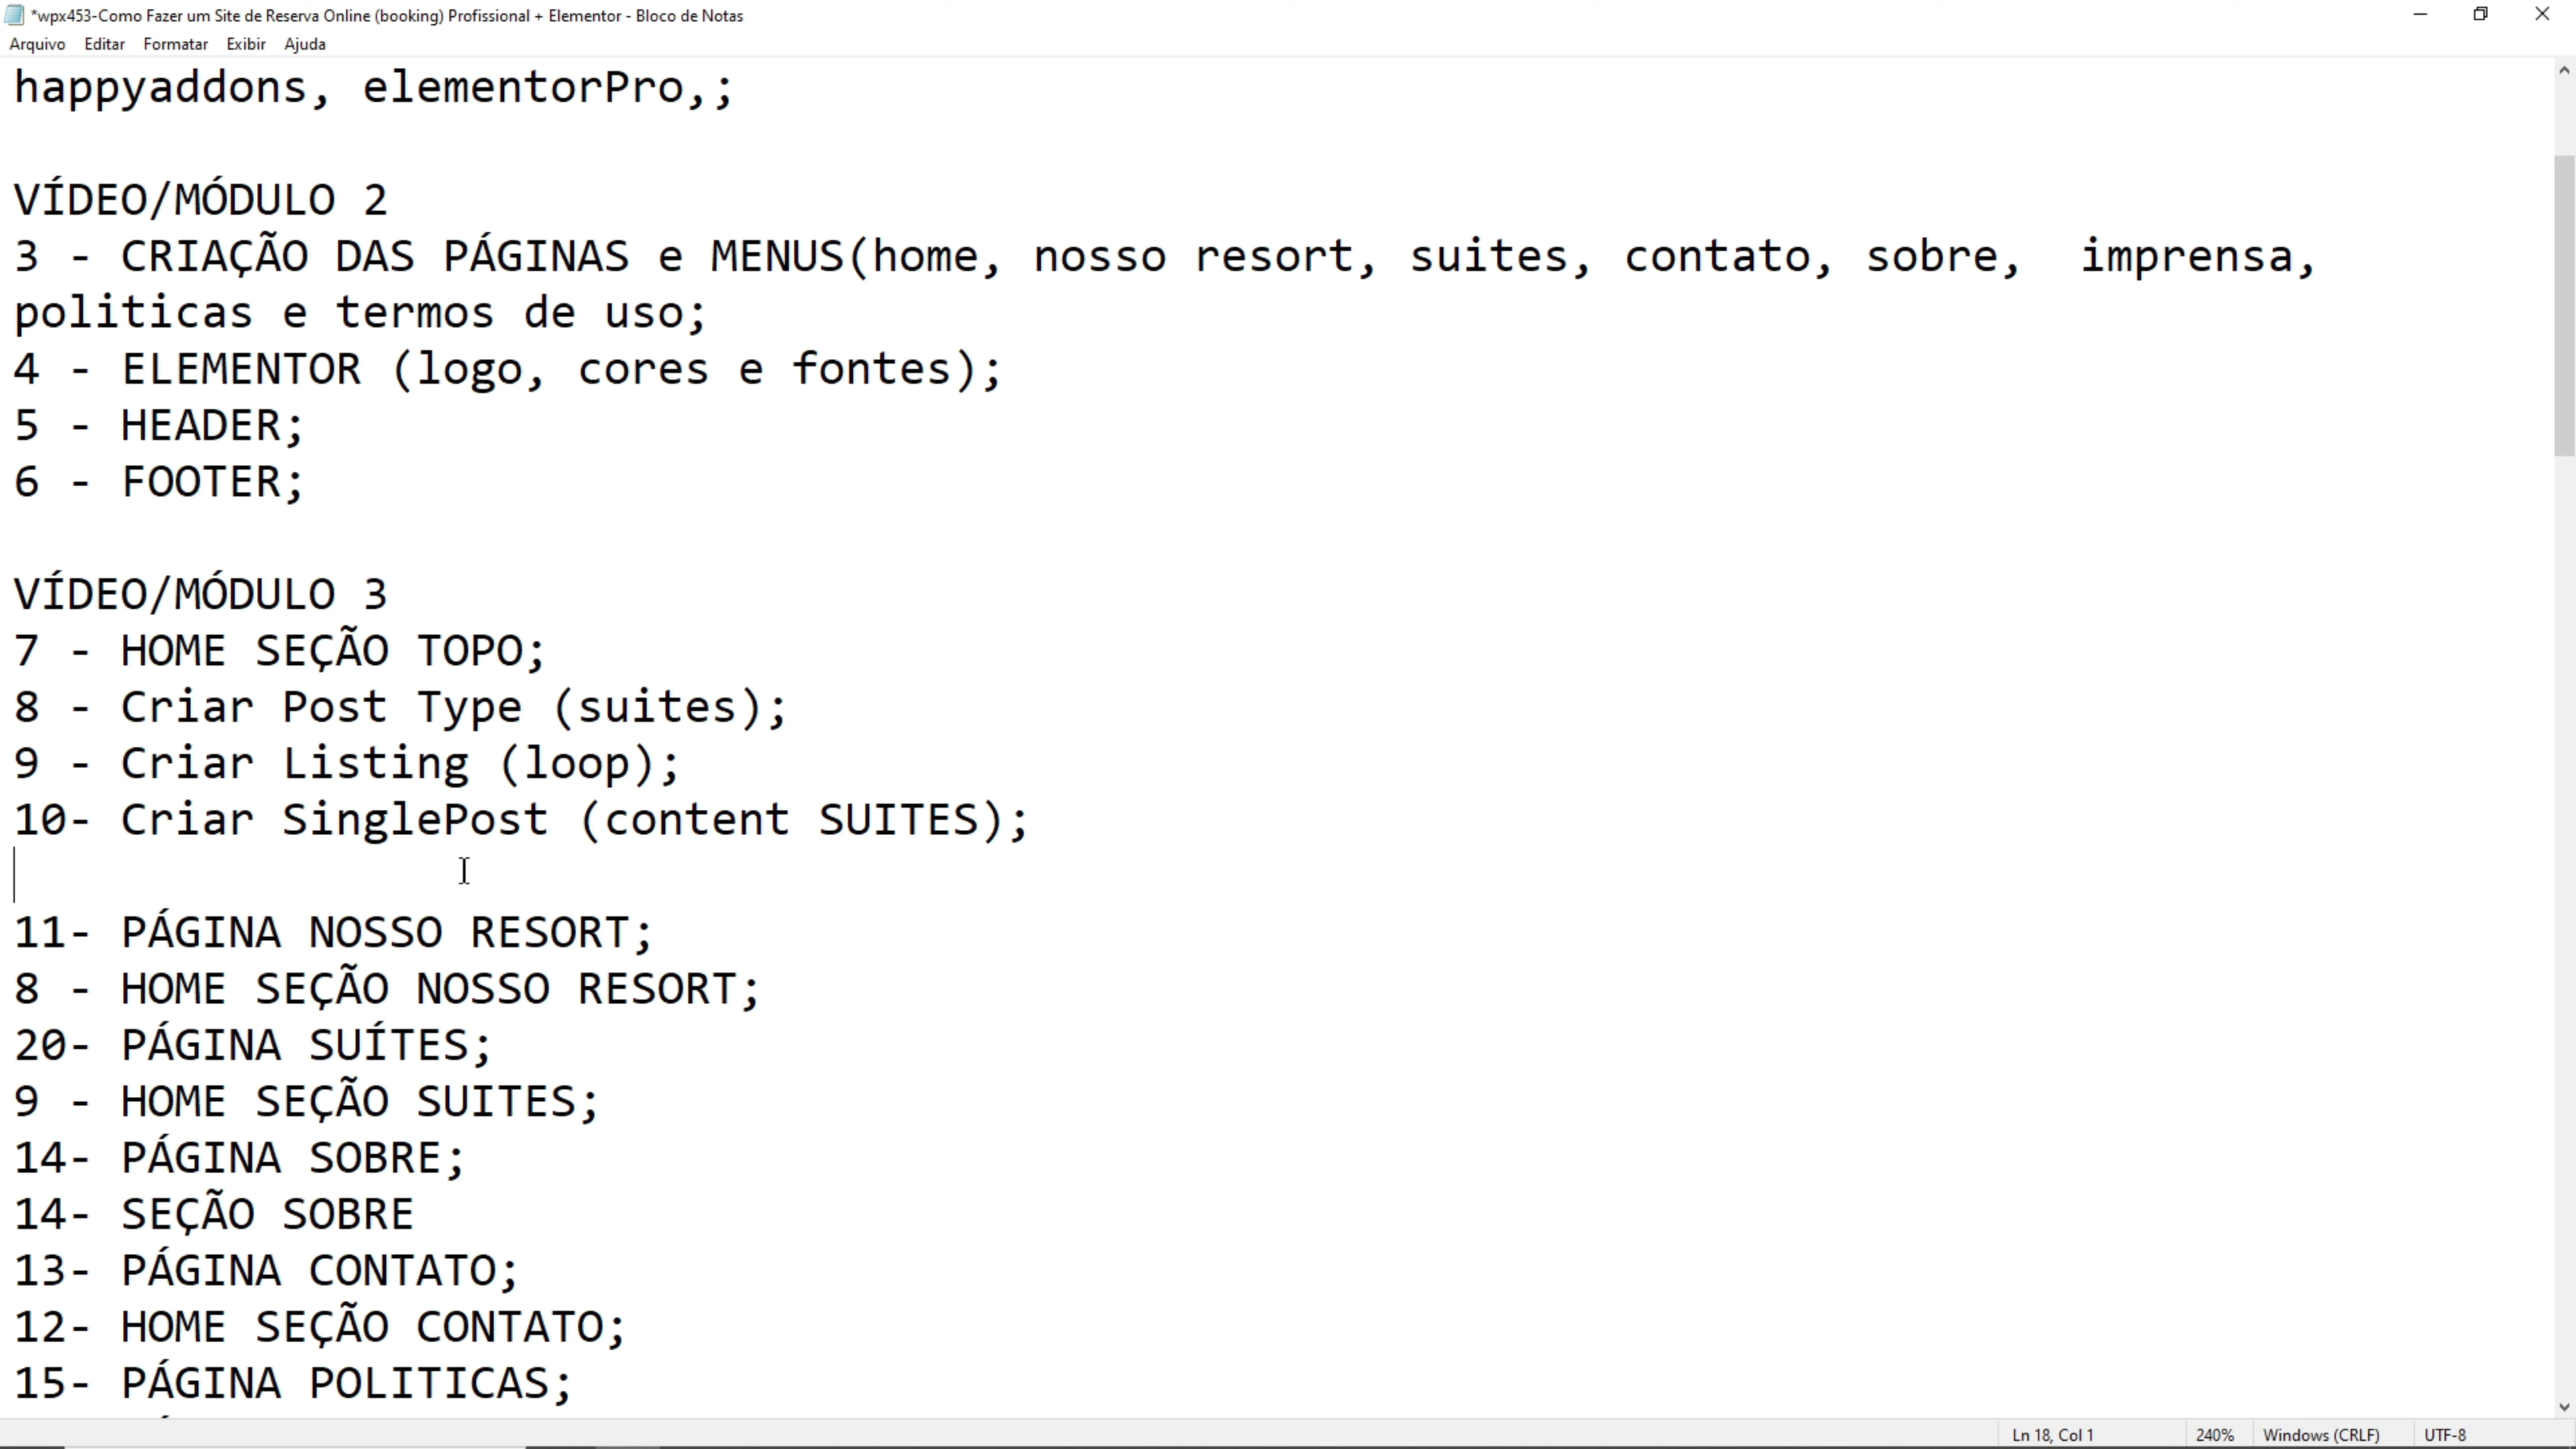 *wpx453-Como Fazer um Site de Reserva Online (booking) Profissional + Elementor - Bloco de Notas
Arquivo Editar Formatar Exibir Ajuda
happyaddons, elementorPro,;
VÍDEO/MÓDULO 2
3 - CRIAÇÃO DAS PÁGINAS e MENUS(home, nosso resort, suites, contato, sobre,  imprensa,
politicas e termos de uso;
4 - ELEMENTOR (logo, cores e fontes);
5 - HEADER;
6 - FOOTER;
VÍDEO/MÓDULO 3
7 - HOME SEÇÃO TOPO;
8 - Criar Post Type (suites);
9 - Criar Listing (loop);
10- Criar SinglePost (content SUITES);
11- PÁGINA NOSSO RESORT;
8 - HOME SEÇÃO NOSSO RESORT;
20- PÁGINA SUÍTES;
9 - HOME SEÇÃO SUITES;
14- PÁGINA SOBRE;
14- SEÇÃO SOBRE
13- PÁGINA CONTATO;
12- HOME SEÇÃO CONTATO;
15- PÁGINA POLITICAS;
Ln 18, Col 1 240% Windows (CRLF) UTF-8